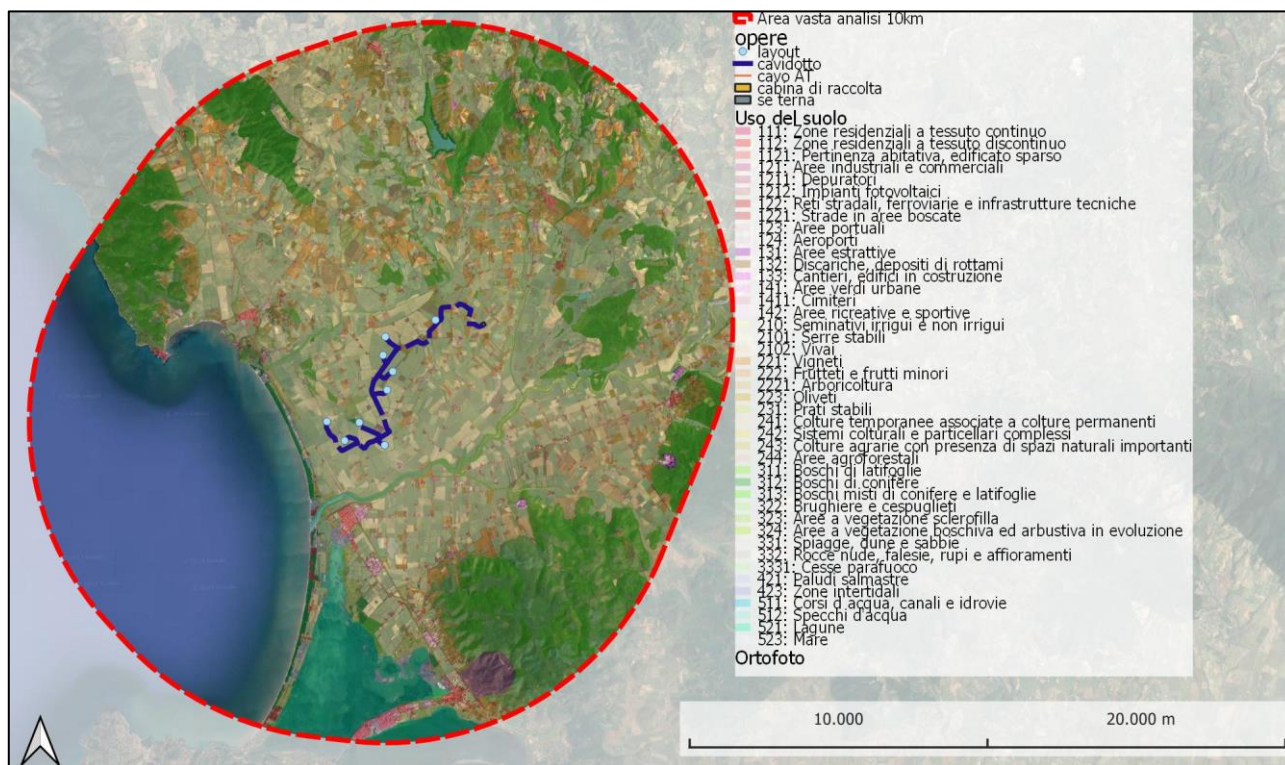 Area vasta analisi 10km
opere
layout
cavidotto
cavo AT
cabina di raccolta
se terna
Uso del suolo
111: Zone residenziali a tessuto continuo
112: Zone residenziali a tessuto discontinuo
1121: Pertinenza abitativa, edificato sparso
121: Aree industriali e commerciali
1211: Depuratori
1212: Impianti fotovoltaici
122: Reti stradali, ferroviarie e infrastrutture tecniche
1221: Strade in aree boscate
123: Aree portuali
124: Aeroporti
131: Aree estrattive
132: Discariche, depositi di rottami
133: Cantieri, edifici in costruzione
141: Aree verdi urbane
1411: Cimiteri
142: Aree ricreative e sportive
210: Seminativi irrigui e non irrigui
2101: Serre stabili
2102: Vivai
221: Vigneti
222: Frutteti e frutti minori
2221: Arboricoltura
223: Oliveti
231: Prati stabili
241: Colture temporanee associate a colture permanenti
242: Sistemi colturali e particellari complessi
243: Colture agrarie con presenza di spazi naturali importanti
244: Aree agroforestali
311: Boschi di latifoglie
312: Boschi di conifere
313: Boschi misti di conifere e latifoglie
322: Brughiere e cespuglieti
323: Aree a vegetazione sclerofilla
324: Aree a vegetazione boschiva ed arbustiva in evoluzione
331: Spiagge, dune e sabbie
332: Rocce nude, falesie, rupi e affioramenti
3331: Cesse parafuoco
421: Paludi salmastre
423: Zone intertidali
511: Corsi d'acqua, canali e idrovie
512: Specchi d'acqua
521: Lagune
523: Mare
Ortofoto
10.000 20.000 m